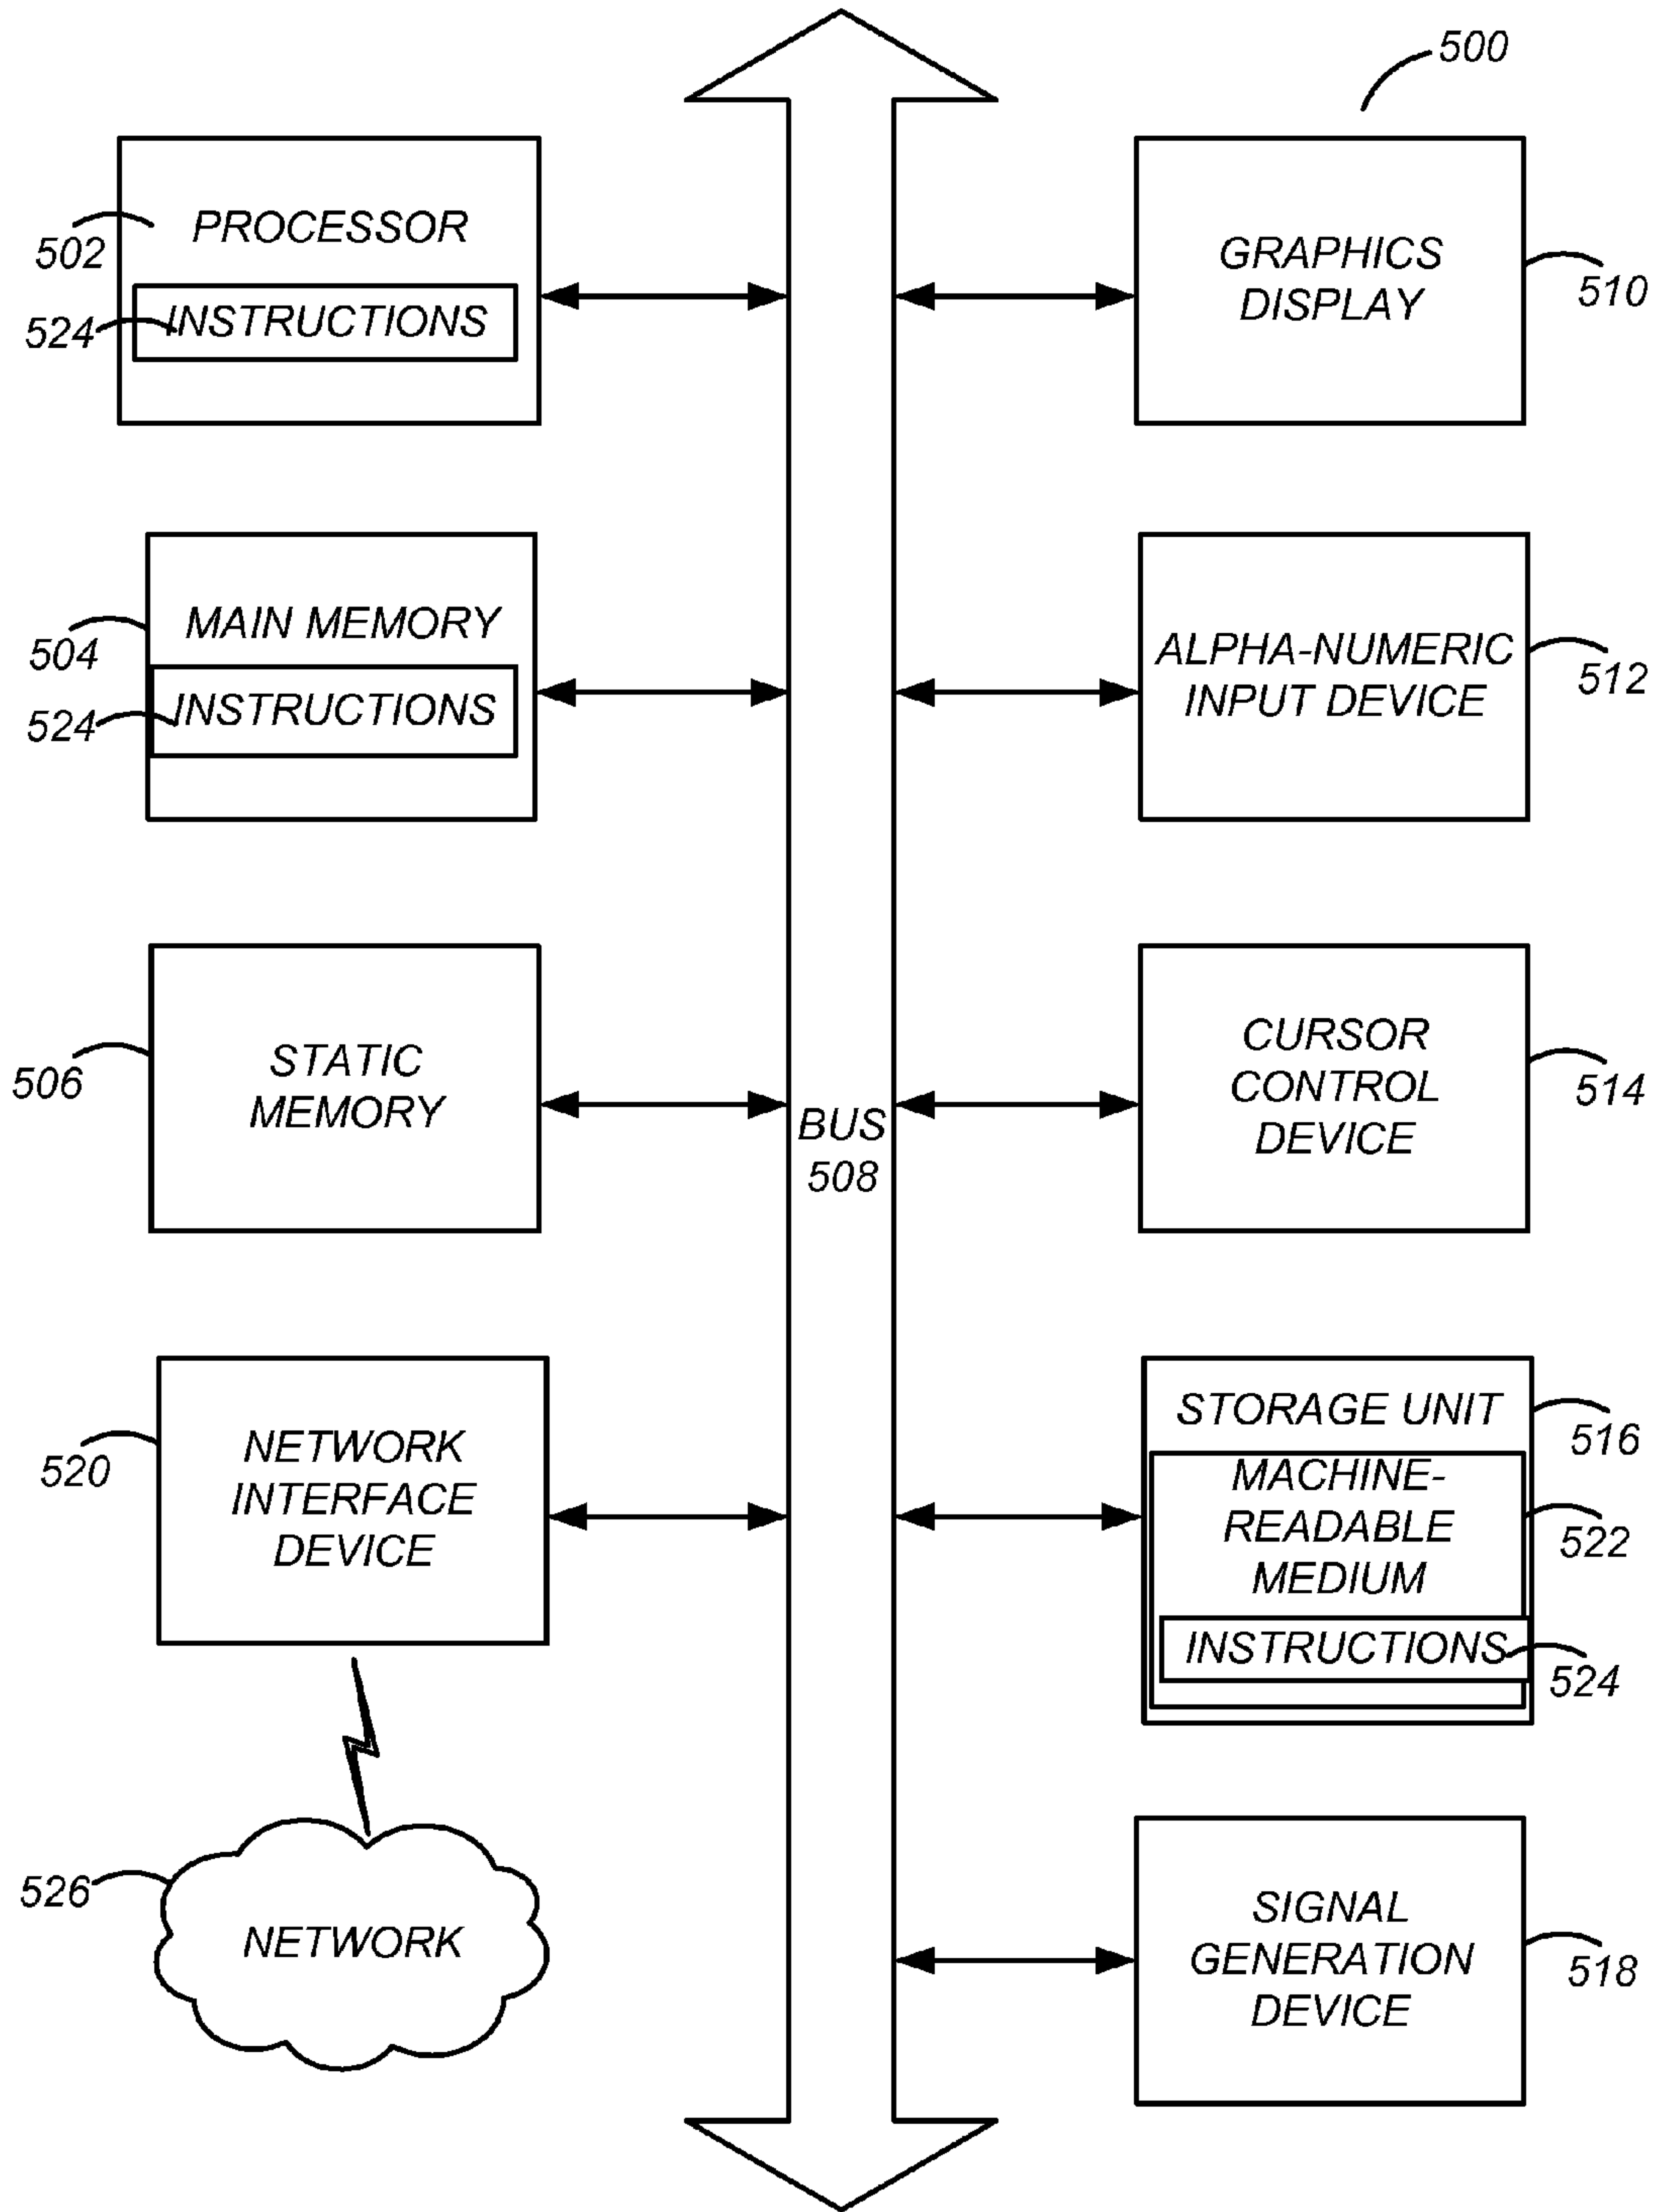 500
PROCESSOR
502
INSTRUCTIONS
524
GRAPHICS
DISPLAY
510
MAIN MEMORY
504
INSTRUCTIONS
524
ALPHA-NUMERIC
INPUT DEVICE
512
STATIC
MEMORY
506
BUS
508
CURSOR
CONTROL
DEVICE
514
NETWORK
INTERFACE
DEVICE
520
STORAGE UNIT
516
MACHINE-
READABLE
MEDIUM
522
INSTRUCTIONS
524
526
NETWORK
SIGNAL
GENERATION
DEVICE
518